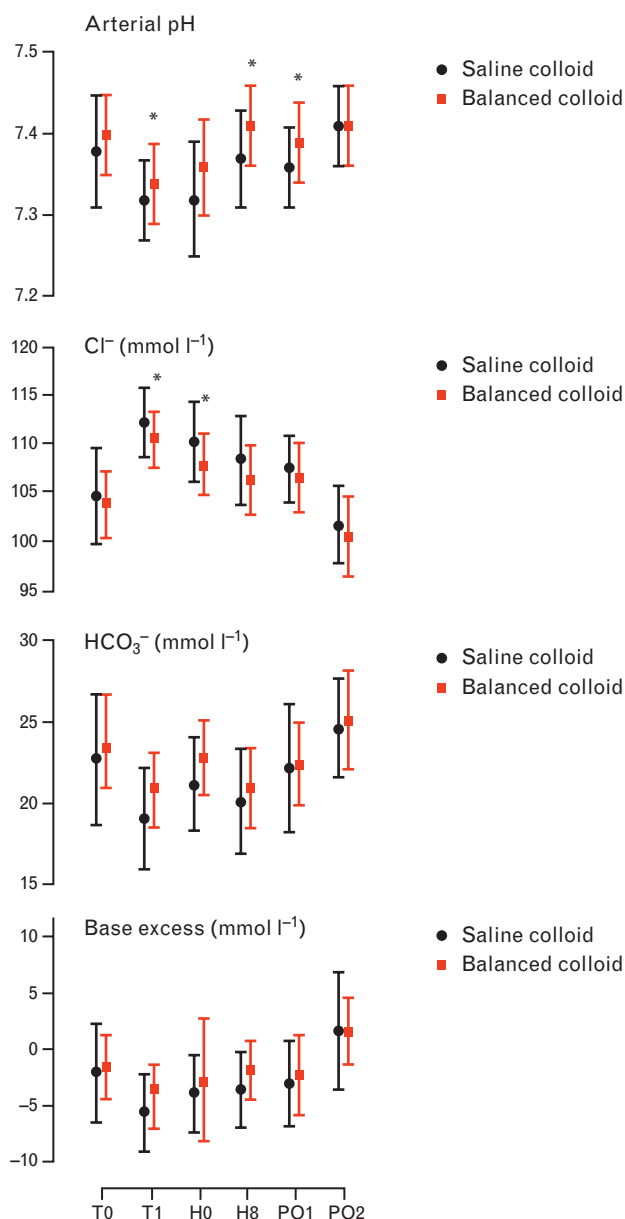 Arterial pH
7.5
7.4
7.3
7.2
* * *
Saline colloid
Balanced colloid
Cl⁻ (mmol l⁻¹)
120
115
110
105
100
95
* *
Saline colloid
Balanced colloid
HCO₃⁻ (mmol l⁻¹)
30
25
20
15
Saline colloid
Balanced colloid
Base excess (mmol l⁻¹)
10
5
0
−5
−10
Saline colloid
Balanced colloid
T0 T1 H0 H8 PO1 PO2